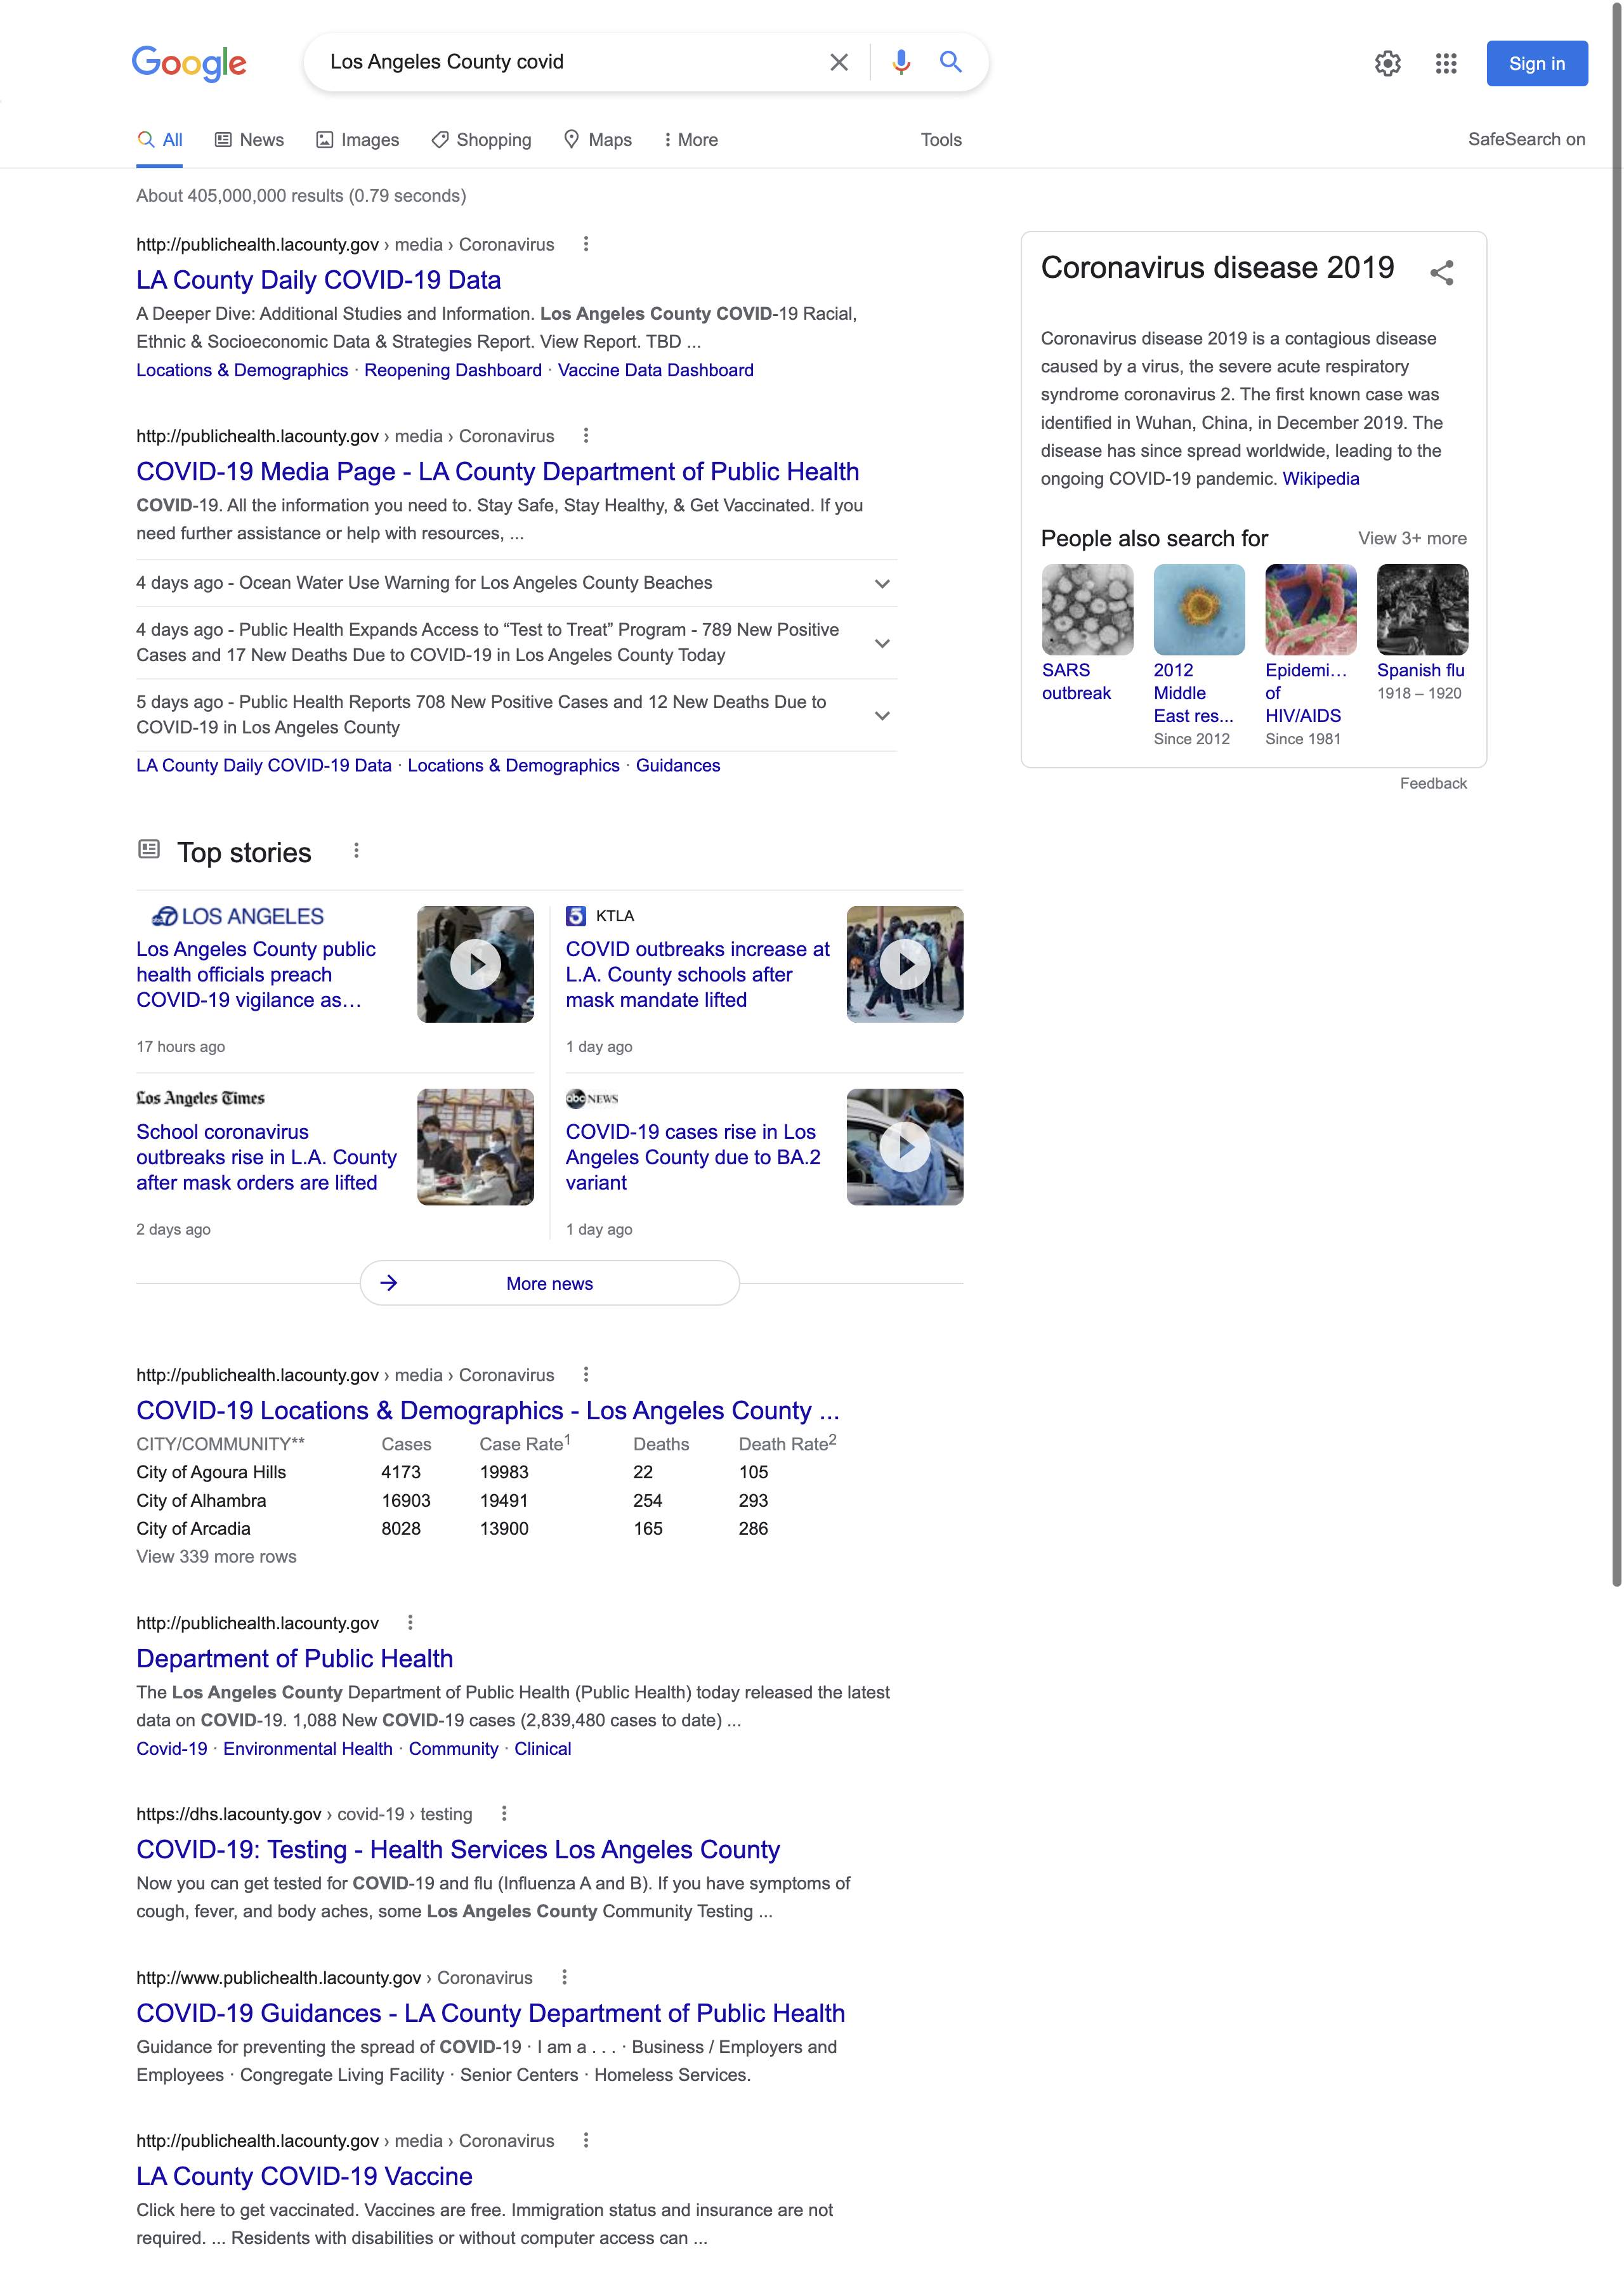 Google
Los Angeles County covid
Sign in
All
News
Images
Shopping
Maps
More
Tools
SafeSearch on
About 405,000,000 results (0.79 seconds)
http://publichealth.lacounty.gov › media › Coronavirus
LA County Daily COVID-19 Data
A Deeper Dive: Additional Studies and Information. Los Angeles County COVID-19 Racial,
Ethnic & Socioeconomic Data & Strategies Report. View Report. TBD ...
Locations & Demographics · Reopening Dashboard · Vaccine Data Dashboard
http://publichealth.lacounty.gov › media › Coronavirus
COVID-19 Media Page - LA County Department of Public Health
COVID-19. All the information you need to. Stay Safe, Stay Healthy, & Get Vaccinated. If you
need further assistance or help with resources, ...
4 days ago - Ocean Water Use Warning for Los Angeles County Beaches
4 days ago - Public Health Expands Access to “Test to Treat” Program - 789 New Positive
Cases and 17 New Deaths Due to COVID-19 in Los Angeles County Today
5 days ago - Public Health Reports 708 New Positive Cases and 12 New Deaths Due to
COVID-19 in Los Angeles County
LA County Daily COVID-19 Data · Locations & Demographics · Guidances
Top stories
abc 7 LOS ANGELES
Los Angeles County public
health officials preach
COVID-19 vigilance as…
17 hours ago
5 KTLA
COVID outbreaks increase at
L.A. County schools after
mask mandate lifted
1 day ago
Los Angeles Times
School coronavirus
outbreaks rise in L.A. County
after mask orders are lifted
2 days ago
abc NEWS
COVID-19 cases rise in Los
Angeles County due to BA.2
variant
1 day ago
More news
http://publichealth.lacounty.gov › media › Coronavirus
COVID-19 Locations & Demographics - Los Angeles County ...
CITY/COMMUNITY** Cases Case Rate1 Deaths Death Rate2
City of Agoura Hills 4173 19983 22 105
City of Alhambra 16903 19491 254 293
City of Arcadia 8028 13900 165 286
View 339 more rows
http://publichealth.lacounty.gov
Department of Public Health
The Los Angeles County Department of Public Health (Public Health) today released the latest
data on COVID-19. 1,088 New COVID-19 cases (2,839,480 cases to date) ...
Covid-19 · Environmental Health · Community · Clinical
https://dhs.lacounty.gov › covid-19 › testing
COVID-19: Testing - Health Services Los Angeles County
Now you can get tested for COVID-19 and flu (Influenza A and B). If you have symptoms of
cough, fever, and body aches, some Los Angeles County Community Testing ...
http://www.publichealth.lacounty.gov › Coronavirus
COVID-19 Guidances - LA County Department of Public Health
Guidance for preventing the spread of COVID-19 · I am a . . . · Business / Employers and
Employees · Congregate Living Facility · Senior Centers · Homeless Services.
http://publichealth.lacounty.gov › media › Coronavirus
LA County COVID-19 Vaccine
Click here to get vaccinated. Vaccines are free. Immigration status and insurance are not
required. ... Residents with disabilities or without computer access can ...
Coronavirus disease 2019
Coronavirus disease 2019 is a contagious disease
caused by a virus, the severe acute respiratory
syndrome coronavirus 2. The first known case was
identified in Wuhan, China, in December 2019. The
disease has since spread worldwide, leading to the
ongoing COVID-19 pandemic. Wikipedia
People also search for
View 3+ more
SARS
outbreak
2012
Middle
East res...
Since 2012
Epidemi…
of
HIV/AIDS
Since 1981
Spanish flu
1918 – 1920
Feedback